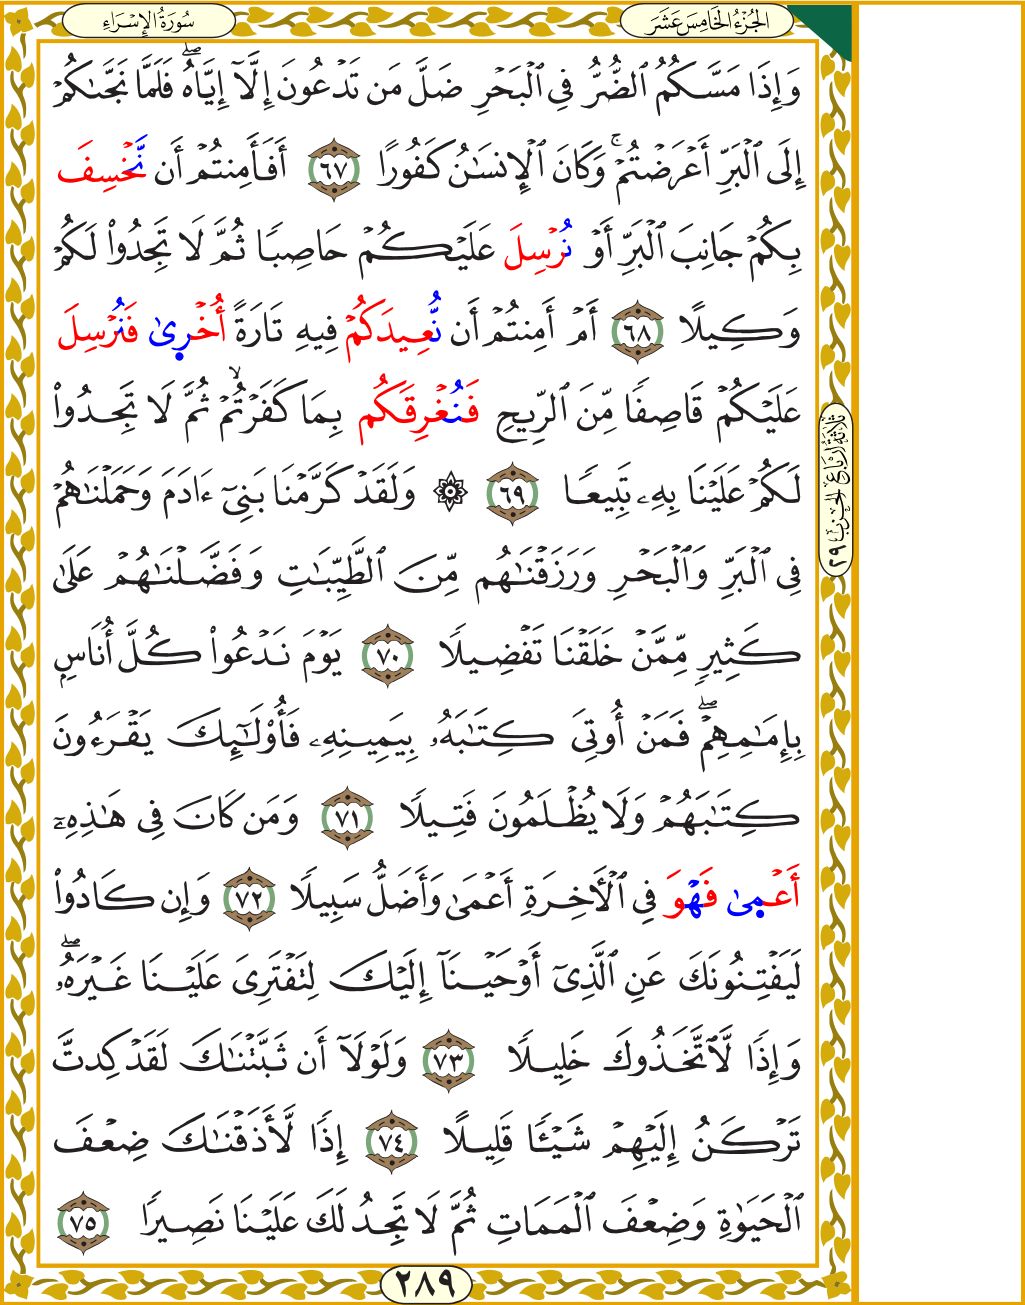 الجُزْءُ الخَامِسَ عَشَرَ
سُورَةُ الإِسْرَاءِ
وَإِذَا مَسَّكُمُ ٱلضُّرُّ فِي ٱلْبَحْرِ ضَلَّ مَن تَدْعُونَ إِلَّآ إِيَّاهُۖ فَلَمَّا نَجَّىٰكُمْ
إِلَى ٱلْبَرِّ أَعْرَضْتُمْۚ وَكَانَ ٱلْإِنسَٰنُ كَفُورًا ٦٧ أَفَأَمِنتُمْ أَن نَّخْسِفَ
بِكُمْ جَانِبَ ٱلْبَرِّ أَوْ نُرْسِلَ عَلَيْكُمْ حَاصِبًا ثُمَّ لَا تَجِدُوا۟ لَكُمْ
وَكِيلًا ٦٨ أَمْ أَمِنتُمْ أَن نُّعِيدَكُمْ فِيهِ تَارَةً أُخْرٜىٰ فَنُرْسِلَ
عَلَيْكُمْ قَاصِفًا مِّنَ ٱلرِّيحِ فَنُغْرِقَكُم بِمَا كَفَرْتُمْۙ ثُمَّ لَا تَجِدُوا۟
لَكُمْ عَلَيْنَا بِهِۦ تَبِيعًا ٦٩ ۞ وَلَقَدْ كَرَّمْنَا بَنِيٓ ءَادَمَ وَحَمَلْنَٰهُمْ
فِي ٱلْبَرِّ وَٱلْبَحْرِ وَرَزَقْنَٰهُم مِّنَ ٱلطَّيِّبَٰتِ وَفَضَّلْنَٰهُمْ عَلَىٰ
كَثِيرٍ مِّمَّنْ خَلَقْنَا تَفْضِيلًا ٧٠ يَوْمَ نَدْعُوا۟ كُلَّ أُنَاسٍ
بِإِمَٰمِهِمْۖ فَمَنْ أُوتِيَ كِتَٰبَهُۥ بِيَمِينِهِۦ فَأُو۟لَٰٓئِكَ يَقْرَءُونَ
كِتَٰبَهُمْ وَلَا يُظْلَمُونَ فَتِيلًا ٧١ وَمَن كَانَ فِي هَٰذِهِۦٓ
أَعْمٜىٰ فَهْوَ فِي ٱلْأَخِرَةِ أَعْمَىٰ وَأَضَلُّ سَبِيلًا ٧٢ وَإِن كَادُوا۟
لَيَفْتِنُونَكَ عَنِ ٱلَّذِيٓ أَوْحَيْنَآ إِلَيْكَ لِتَفْتَرِيَ عَلَيْنَا غَيْرَهُۥۖ
وَإِذًا لَّٱتَّخَذُوكَ خَلِيلًا ٧٣ وَلَوْلَآ أَن ثَبَّتْنَٰكَ لَقَدْ كِدتَّ
تَرْكَنُ إِلَيْهِمْ شَيْـًٔا قَلِيلًا ٧٤ إِذًا لَّأَذَقْنَٰكَ ضِعْفَ
ٱلْحَيَوٰةِ وَضِعْفَ ٱلْمَمَاتِ ثُمَّ لَا تَجِدُ لَكَ عَلَيْنَا نَصِيرًا ٧٥
ثَلَاثَةُ أَرْبَاعِ الحِزْبِ ٢٩
٢٨٩